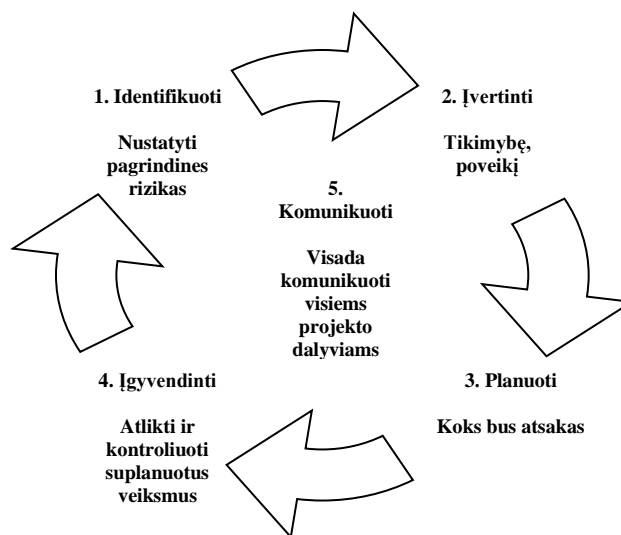 1. Identifikuoti
Nustatyti
pagrindines
rizikas
2. Įvertinti
Tikimybę,
poveikį
5.
Komunikuoti
Visada
komunikuoti
visiems
projekto
dalyviams
3. Planuoti
Koks bus atsakas
4. Įgyvendinti
Atlikti ir
kontroliuoti
suplanuotus
veiksmus